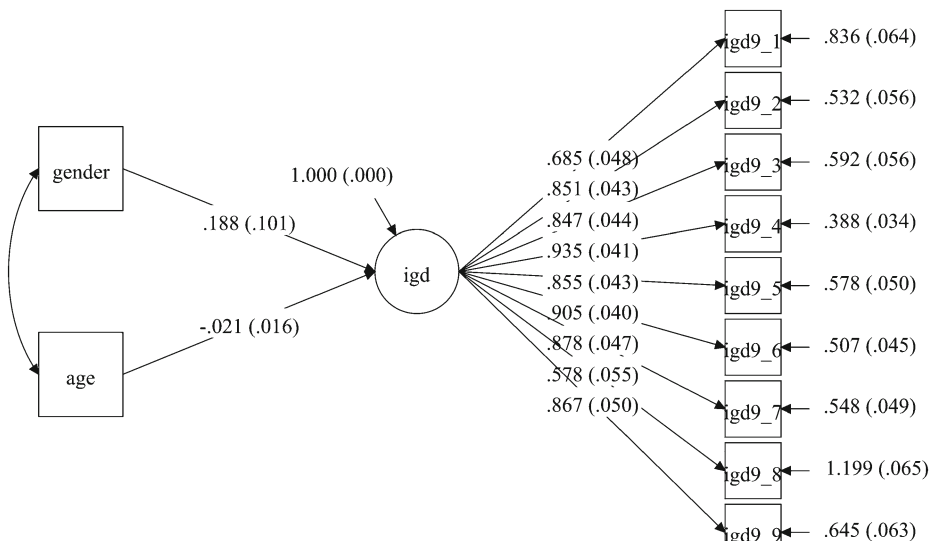 gender
age
.188 (.101)
-.021 (.016)
1.000 (.000)
igd
.685 (.048)
.851 (.043)
.847 (.044)
.935 (.041)
.855 (.043)
.905 (.040)
.878 (.047)
.578 (.055)
.867 (.050)
igd9_1 .836 (.064)
igd9_2 .532 (.056)
igd9_3 .592 (.056)
igd9_4 .388 (.034)
igd9_5 .578 (.050)
igd9_6 .507 (.045)
igd9_7 .548 (.049)
igd9_8 1.199 (.065)
igd9_9 .645 (.063)